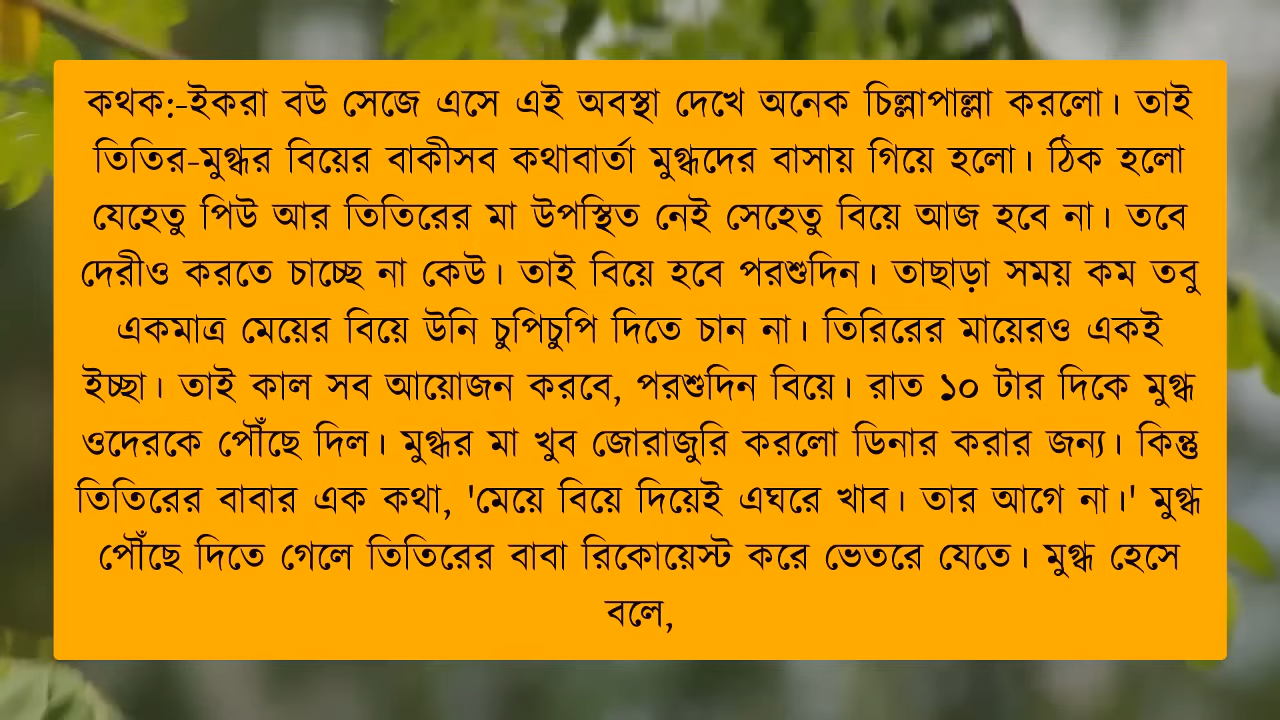 কথক:-ইকরা বউ সেজে এসে এই অবস্থা দেখে অনেক চিল্লাপাল্লা করলো। তাই
তিতির-মুগ্ধর বিয়ের বাকীসব কথাবার্তা মুগ্ধদের বাসায় গিয়ে হলো। ঠিক হলো
যেহেতু পিউ আর তিতিরের মা উপস্থিত নেই সেহেতু বিয়ে আজ হবে না। তবে
দেরীও করতে চাচ্ছে না কেউ। তাই বিয়ে হবে পরশুদিন। তাছাড়া সময় কম তবু
একমাত্র মেয়ের বিয়ে উনি চুপিচুপি দিতে চান না। তিরিরের মায়েরও একই
ইচ্ছা। তাই কাল সব আয়োজন করবে, পরশুদিন বিয়ে। রাত ১০ টার দিকে মুগ্ধ
ওদেরকে পৌঁছে দিল। মুগ্ধর মা খুব জোরাজুরি করলো ডিনার করার জন্য। কিন্তু
তিতিরের বাবার এক কথা, 'মেয়ে বিয়ে দিয়েই এঘরে খাব। তার আগে না।' মুগ্ধ
পৌঁছে দিতে গেলে তিতিরের বাবা রিকোয়েস্ট করে ভেতরে যেতে। মুগ্ধ হেসে
বলে,